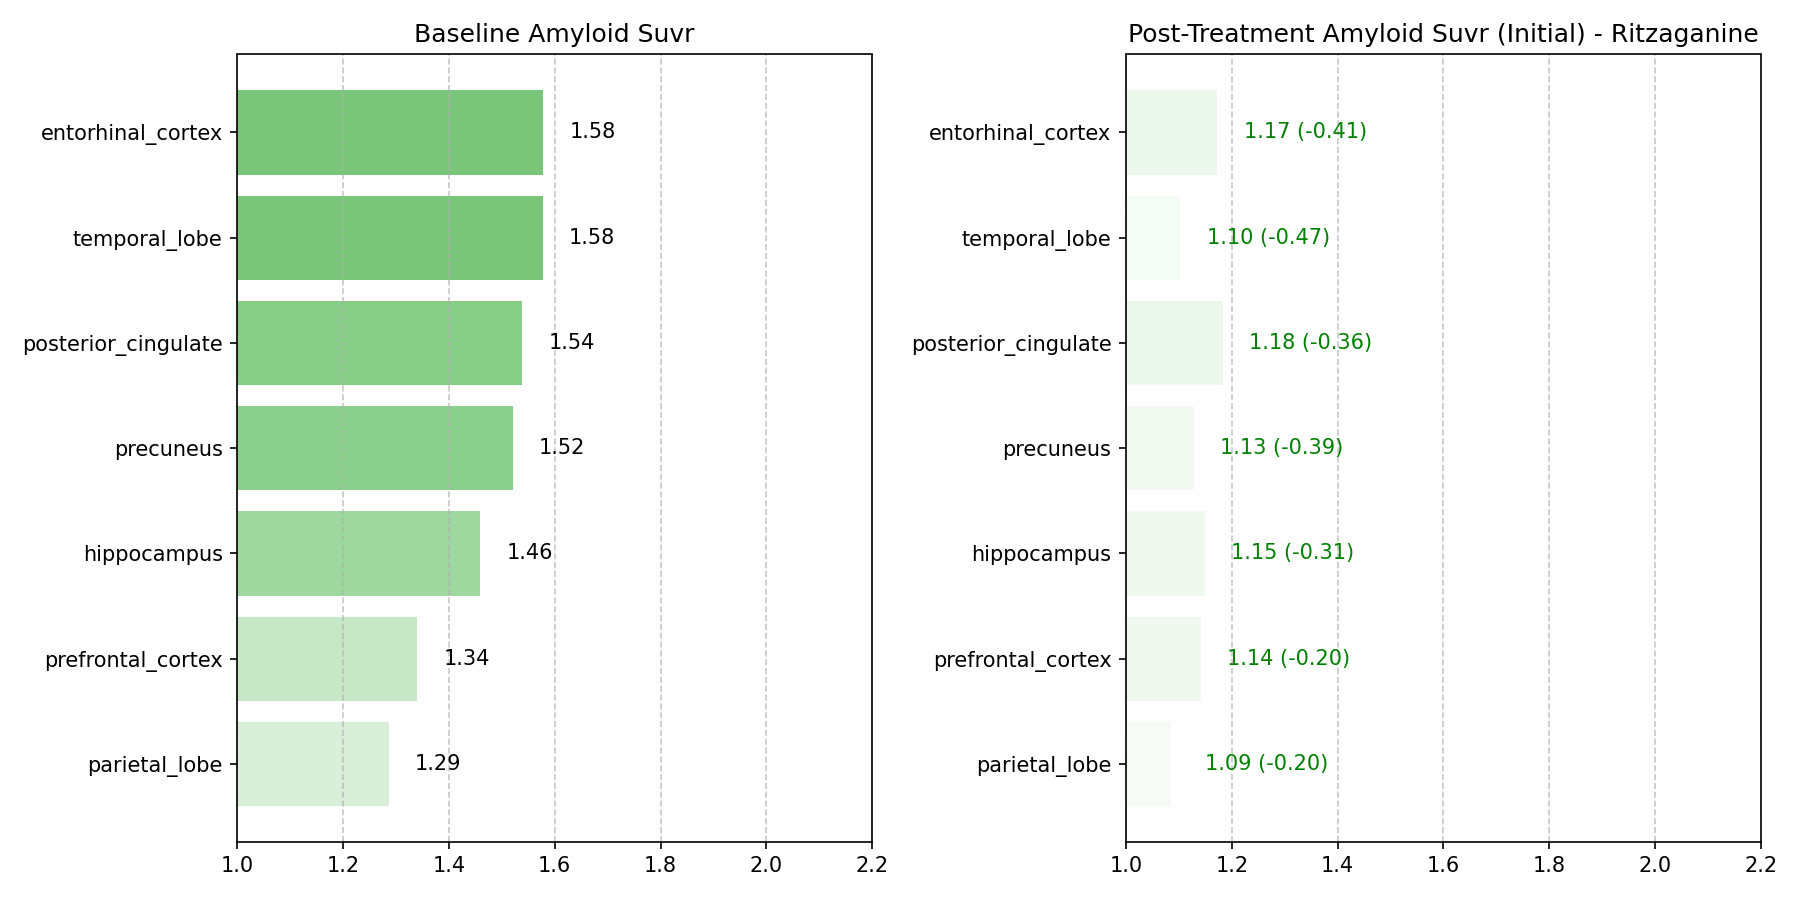 Baseline Amyloid Suvr
entorhinal_cortex 1.58
temporal_lobe 1.58
posterior_cingulate 1.54
precuneus 1.52
hippocampus 1.46
prefrontal_cortex 1.34
parietal_lobe 1.29
1.0 1.2 1.4 1.6 1.8 2.0 2.2
Post-Treatment Amyloid Suvr (Initial) - Ritzaganine
entorhinal_cortex 1.17 (-0.41)
temporal_lobe 1.10 (-0.47)
posterior_cingulate 1.18 (-0.36)
precuneus 1.13 (-0.39)
hippocampus 1.15 (-0.31)
prefrontal_cortex 1.14 (-0.20)
parietal_lobe 1.09 (-0.20)
1.0 1.2 1.4 1.6 1.8 2.0 2.2